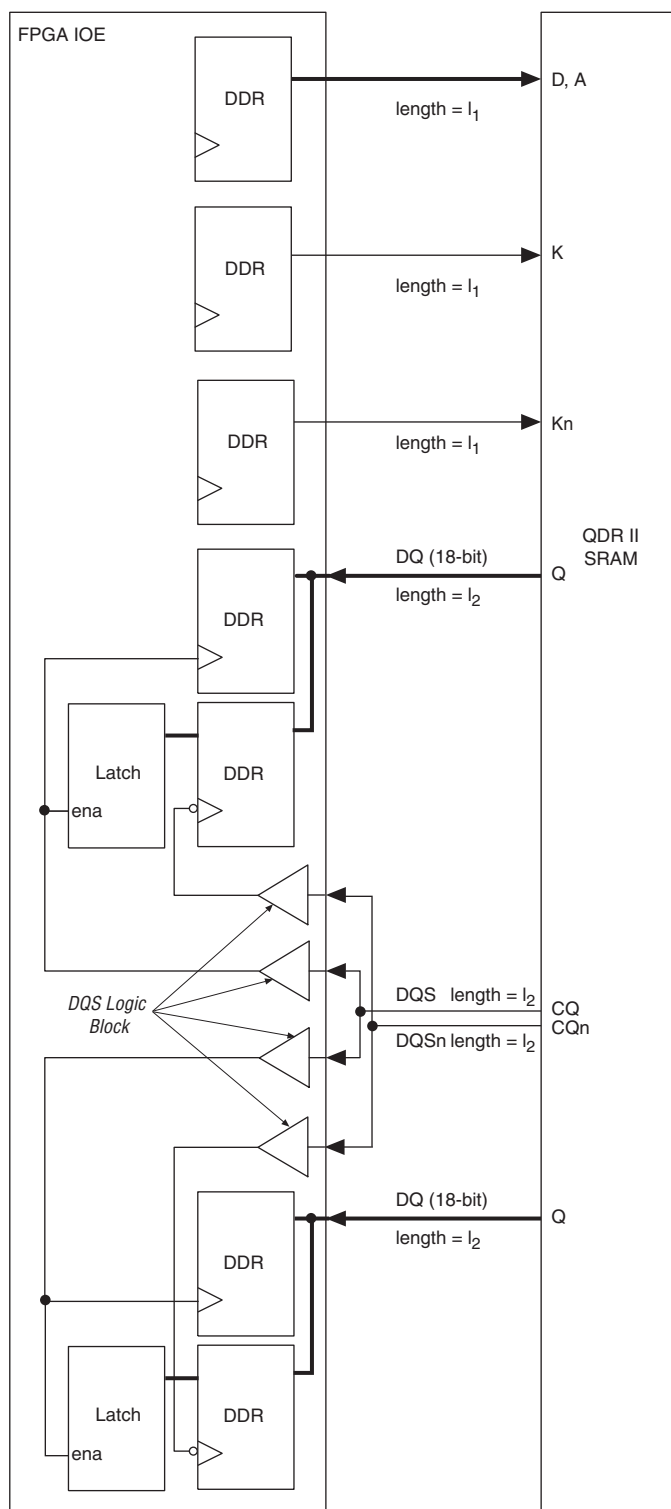 FPGA IOE
DDR
D, A
length = l1
DDR
K
length = l1
DDR
Kn
length = l1
QDR II
SRAM
DDR
DQ (18-bit)
Q
length = l2
Latch
ena
DDR
DQS Logic
Block
DQS length = l2
CQ
DQSn length = l2
CQn
DDR
DQ (18-bit)
Q
length = l2
Latch
ena
DDR